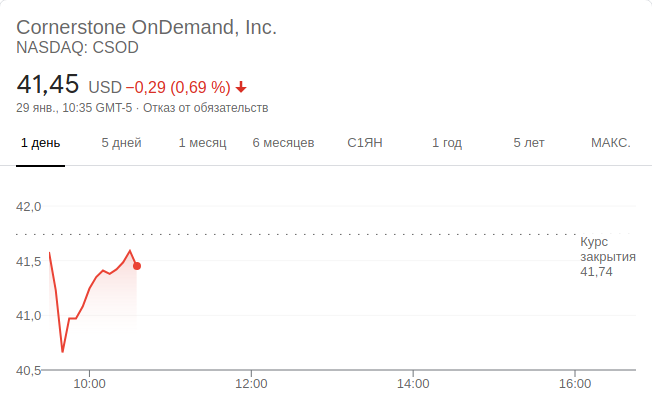 Cornerstone OnDemand, Inc.
NASDAQ: CSOD
41,45 USD −0,29 (0,69 %)
29 янв., 10:35 GMT-5 · Отказ от обязательств
1 день 5 дней 1 месяц 6 месяцев С1ЯН 1 год 5 лет МАКС.
42,0
Курс
закрытия
41,74
41,5
41,0
40,5
10:00 12:00 14:00 16:00